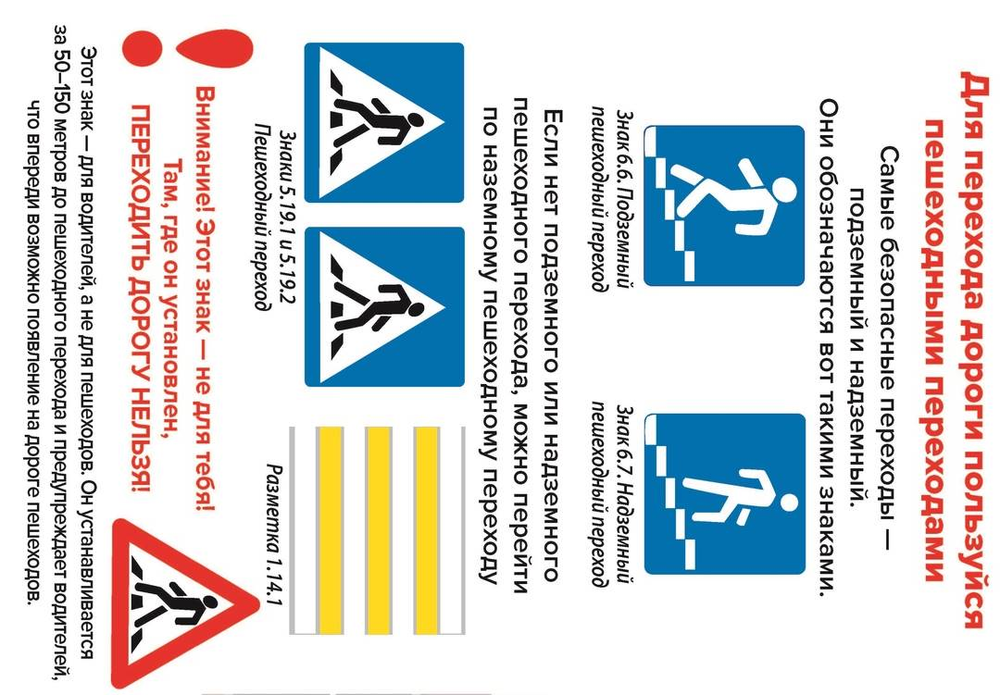 Для перехода дороги пользуйся
пешеходными переходами
Самые безопасные переходы —
подземный и надземный.
Они обозначаются вот такими знаками.
Знак 6.6. Подземный
пешеходный переход
Знак 6.7. Надземный
пешеходный переход
Если нет подземного или надземного
пешеходного перехода, можно перейти
по наземному пешеходному переходу
Знаки 5.19.1 и 5.19.2
Пешеходный переход
Разметка 1.14.1
Внимание! Этот знак — не для тебя!
Там, где он установлен,
ПЕРЕХОДИТЬ ДОРОГУ НЕЛЬЗЯ!
Этот знак — для водителей, а не для пешеходов. Он устанавливается
за 50–150 метров до пешеходного перехода и предупреждает водителей,
что впереди возможно появление на дороге пешеходов.